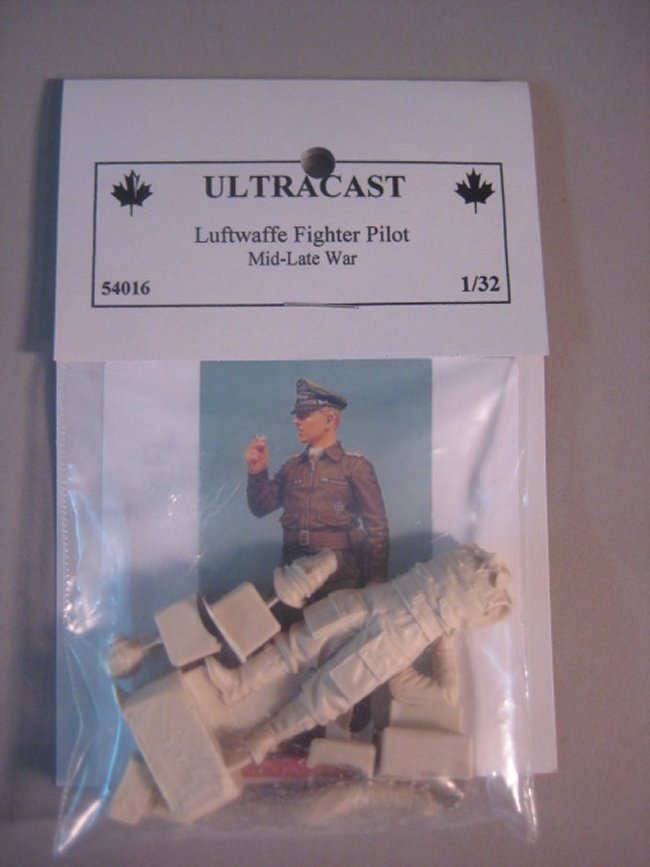 ULTRACAST
Luftwaffe Fighter Pilot
Mid-Late War
54016 1/32